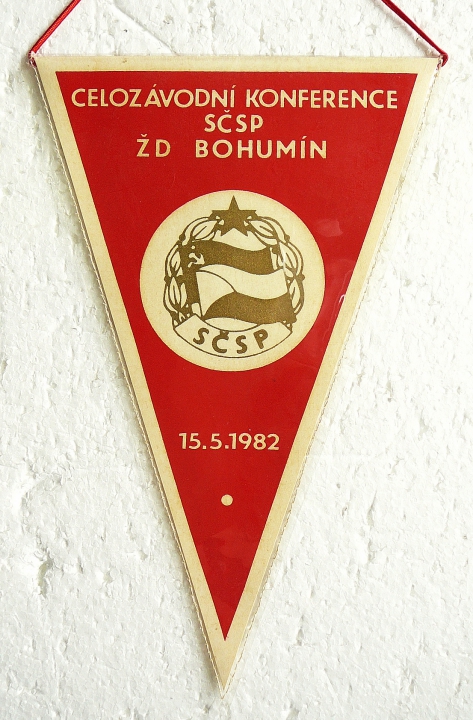 CELOZÁVODNÍ KONFERENCE
SČSP
ŽD BOHUMÍN
SČSP
15.5.1982